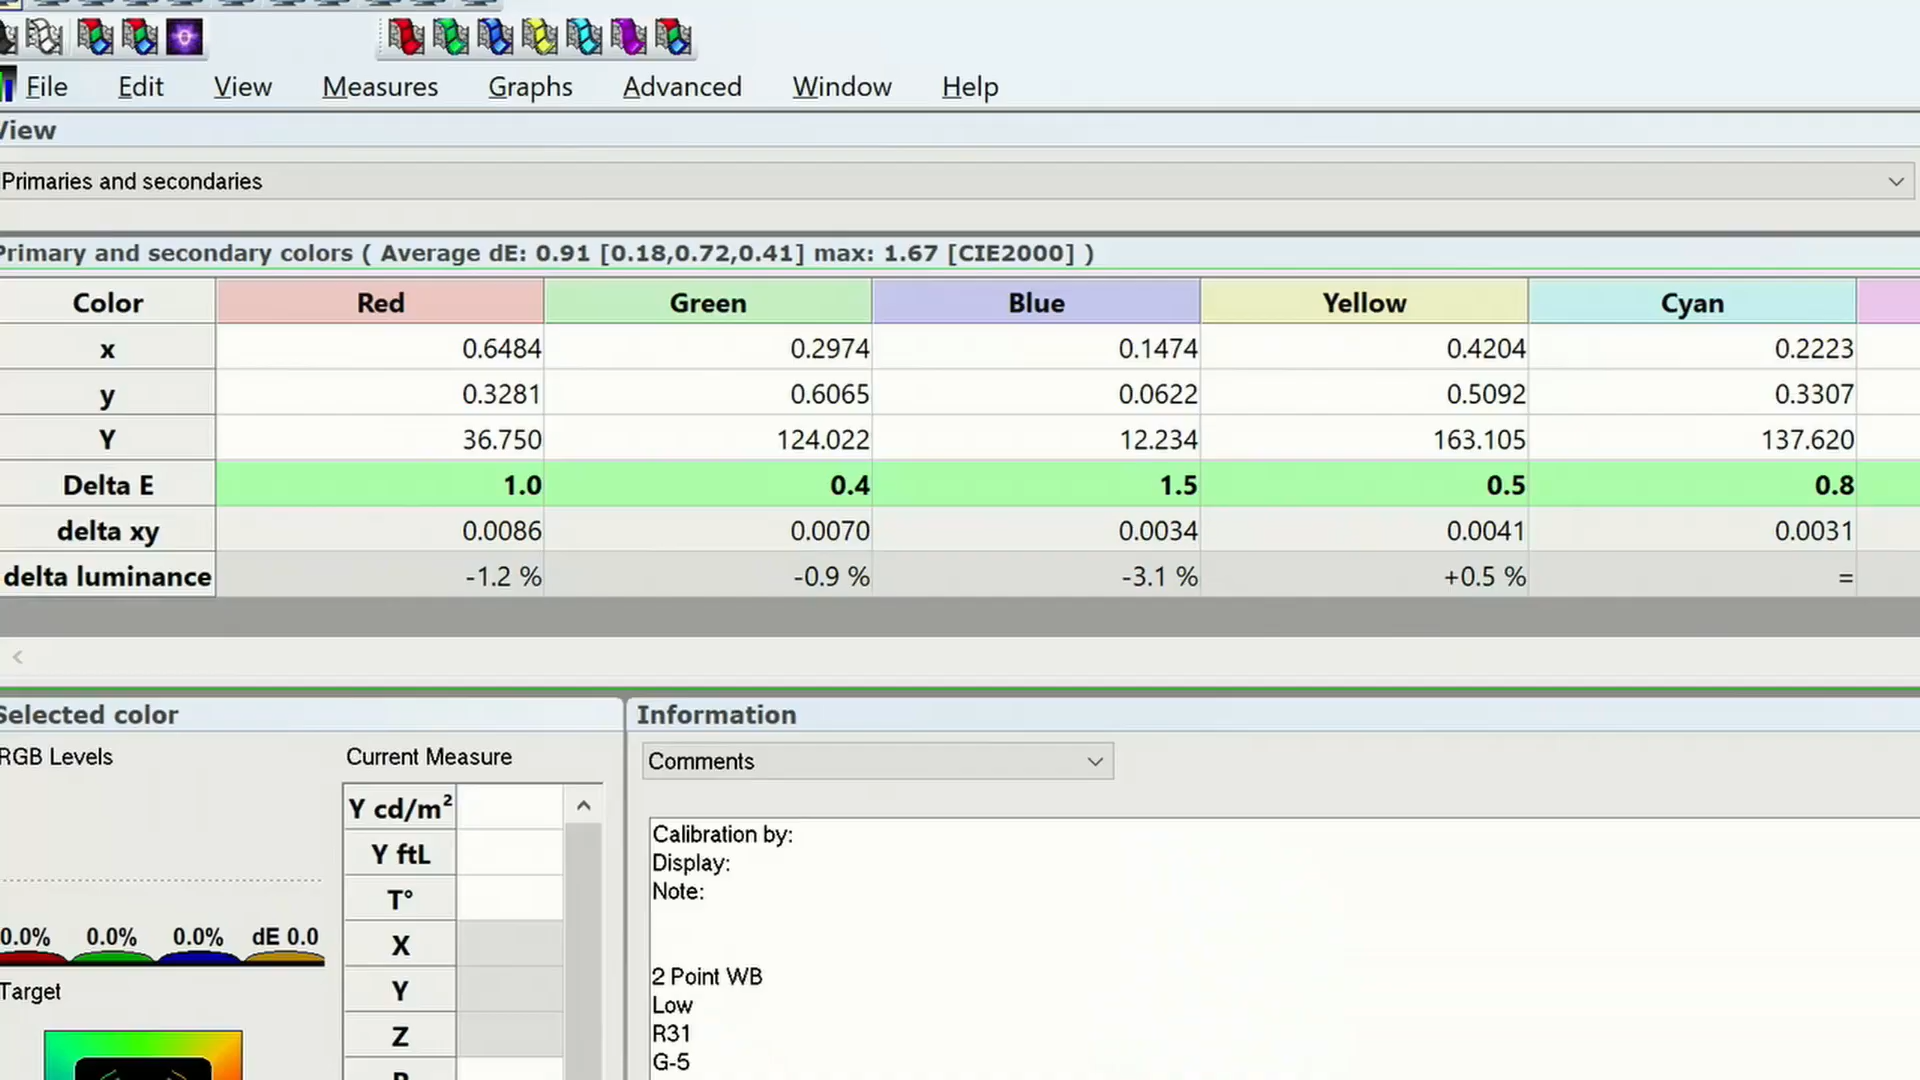 File Edit View Measures Graphs Advanced Window Help
View
Primaries and secondaries
Primary and secondary colors ( Average dE: 0.91 [0.18,0.72,0.41] max: 1.67 [CIE2000] )
Color Red Green Blue Yellow Cyan
x 0.6484 0.2974 0.1474 0.4204 0.2223
y 0.3281 0.6065 0.0622 0.5092 0.3307
Y 36.750 124.022 12.234 163.105 137.620
Delta E 1.0 0.4 1.5 0.5 0.8
delta xy 0.0086 0.0070 0.0034 0.0041 0.0031
delta luminance -1.2 % -0.9 % -3.1 % +0.5 % =
Selected color
RGB Levels
0.0% 0.0% 0.0% dE 0.0
Target
Current Measure
Y cd/m²
Y ftL
T°
X
Y
Z
Information
Comments
Calibration by:
Display:
Note:
2 Point WB
Low
R31
G-5